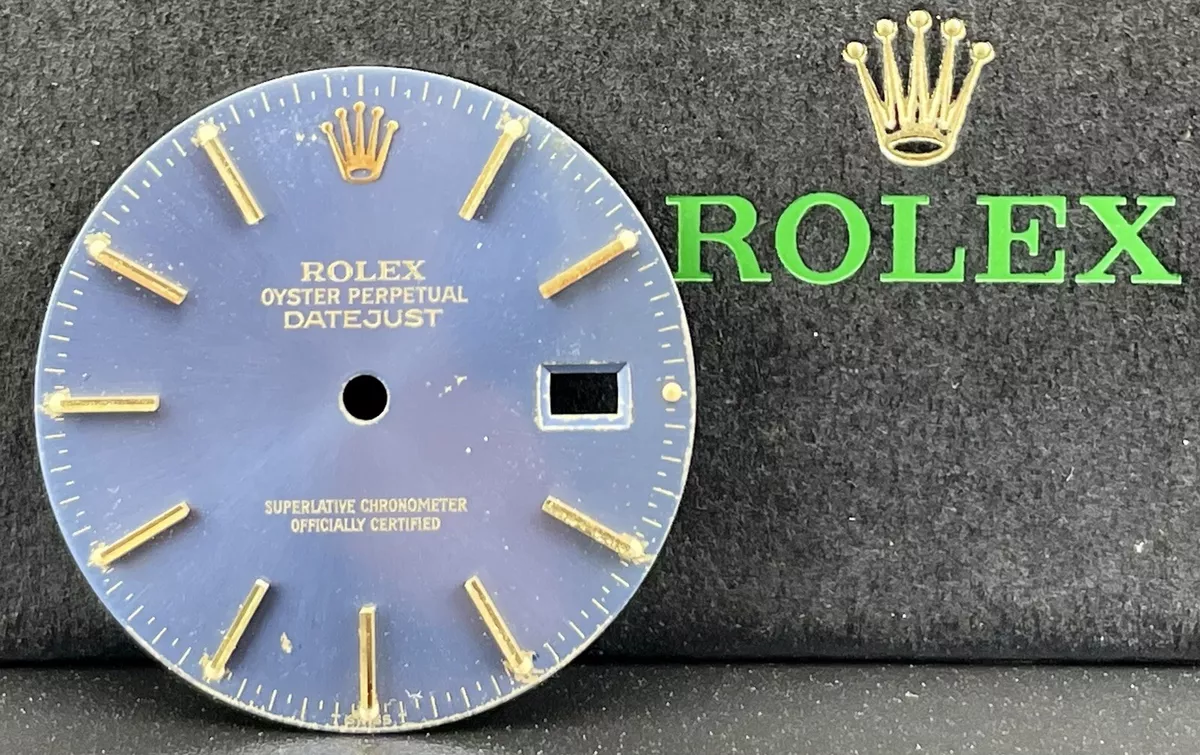 ROLEX
OYSTER PERPETUAL
DATEJUST
SUPERLATIVE CHRONOMETER
OFFICIALLY CERTIFIED
ROLEX